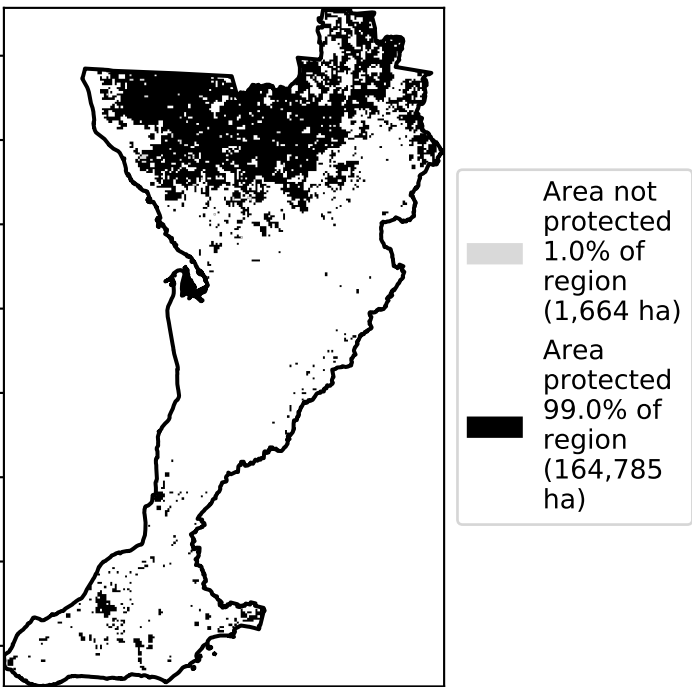 Area not
protected
1.0% of
region
(1,664 ha)
Area
protected
99.0% of
region
(164,785
ha)